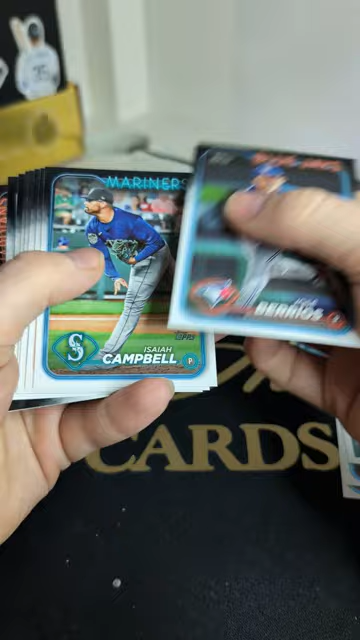 MARINERS
ISAIAH
CAMPBELL
P
TOPPS
S
BERRIOS
P
CARDS